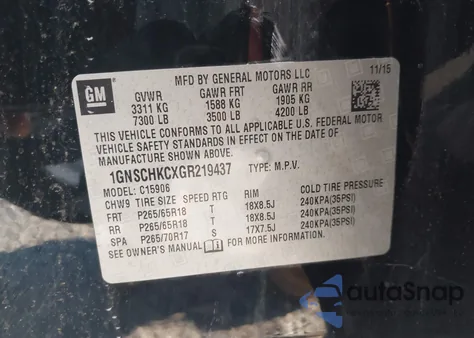 GM
MFD BY GENERAL MOTORS LLC 11/15
GVWR GAWR FRT GAWR RR
3311 KG 1588 KG 1905 KG
7300 LB 3500 LB 4200 LB
THIS VEHICLE CONFORMS TO ALL APPLICABLE U.S. FEDERAL MOTOR
VEHICLE SAFETY STANDARDS IN EFFECT ON THE DATE OF
MANUFACTURE SHOWN ABOVE.
1GNSCHKCXGR219437 TYPE: M.P.V.
MODEL: C15906
CHW9 TIRE SIZE SPEED RTG RIM COLD TIRE PRESSURE
FRT P265/65R18 T 18X8.5J 240KPA(35PSI)
RR P265/65R18 T 18X8.5J 240KPA(35PSI)
SPA P265/70R17 S 17X7.5J 240KPA(35PSI)
SEE OWNER'S MANUAL FOR MORE INFORMATION.
autoSnap